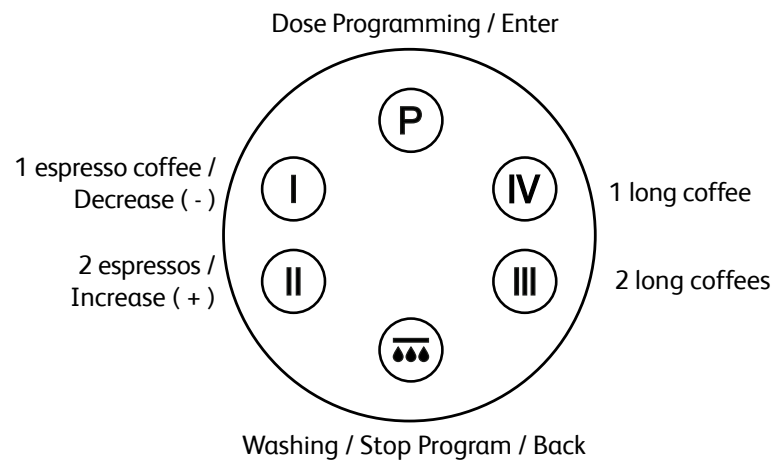 Dose Programming / Enter
P
1 espresso coffee /
Decrease ( - )
I
IV
1 long coffee
2 espressos /
Increase ( + )
II
III
2 long coffees
Washing / Stop Program / Back